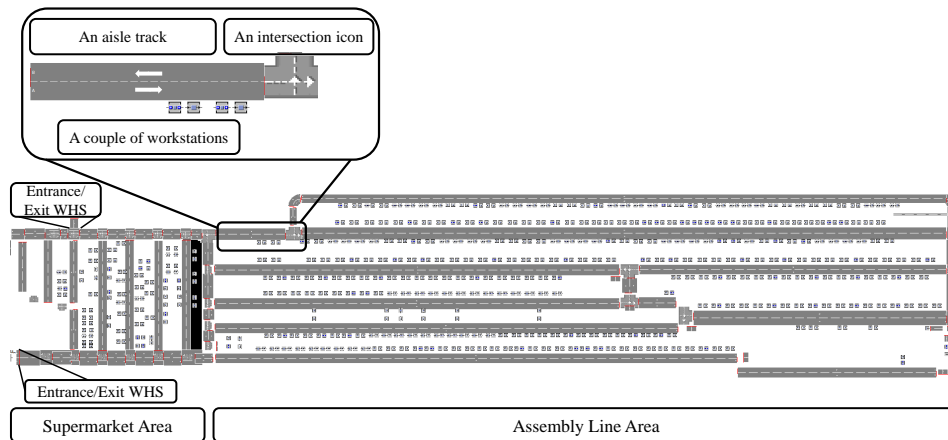 An aisle track
An intersection icon
A couple of workstations
Entrance/
Exit WHS
Entrance/Exit WHS
Supermarket Area
Assembly Line Area